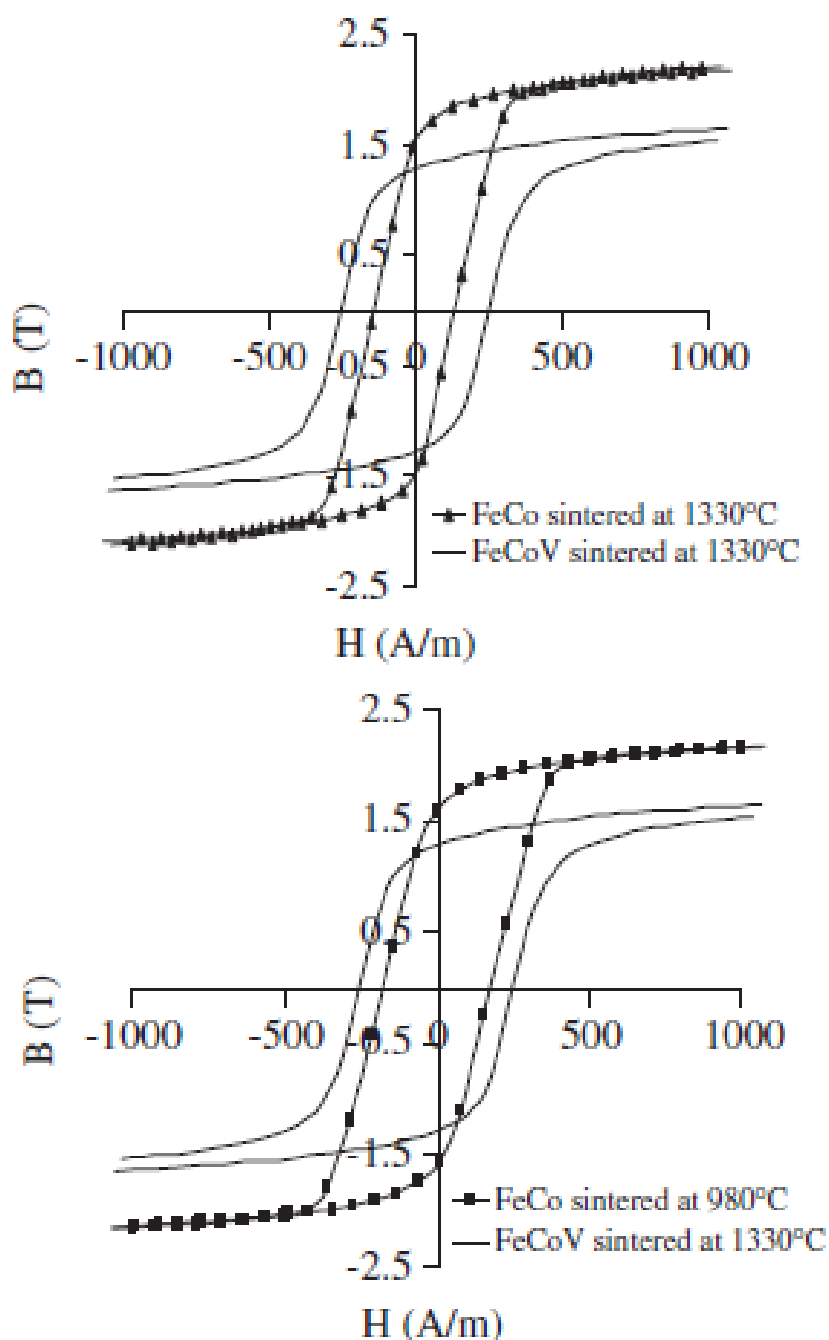 2.5
1.5
0.5
B (T)
-1000 -500 0 500 1000
-0.5
-1.5
FeCo sintered at 1330°C
FeCoV sintered at 1330°C
-2.5
H (A/m)
2.5
1.5
0.5
B (T)
-1000 -500 0 500 1000
-0.5
-1.5
FeCo sintered at 980°C
FeCoV sintered at 1330°C
-2.5
H (A/m)